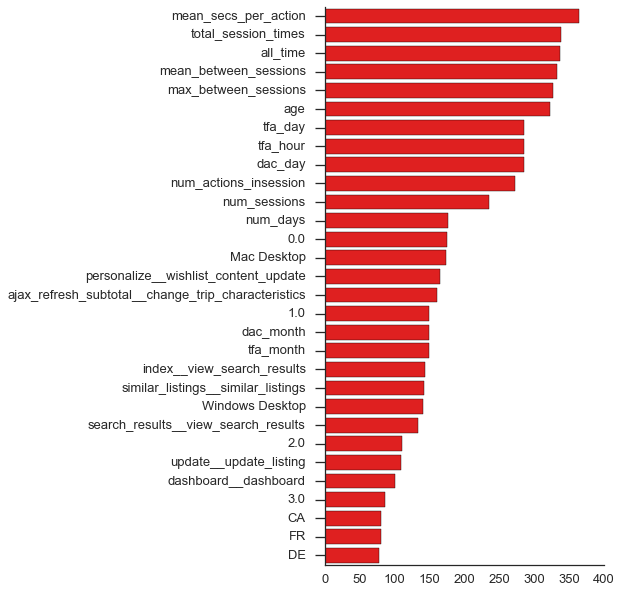 mean_secs_per_action
total_session_times
all_time
mean_between_sessions
max_between_sessions
age
tfa_day
tfa_hour
dac_day
num_actions_insession
num_sessions
num_days
0.0
Mac Desktop
personalize__wishlist_content_update
ajax_refresh_subtotal__change_trip_characteristics
1.0
dac_month
tfa_month
index__view_search_results
similar_listings__similar_listings
Windows Desktop
search_results__view_search_results
2.0
update__update_listing
dashboard__dashboard
3.0
CA
FR
DE
0 50 100 150 200 250 300 350 400